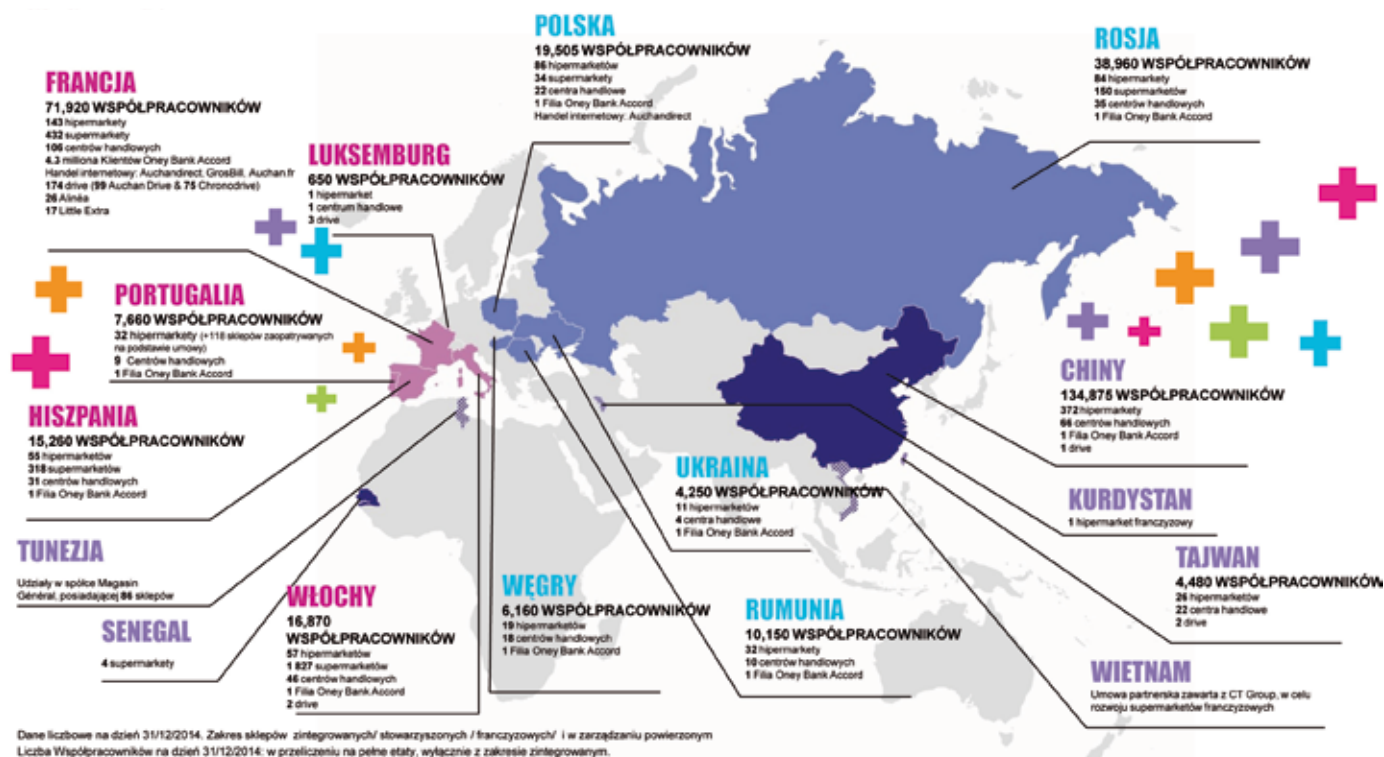 POLSKA
19,505 WSPÓŁPRACOWNIKÓW
86 hipermarketów
34 supermarkety
22 centra handlowe
1 Filia Oney Bank Accord
Handel internetowy: Auchandirect
ROSJA
38,960 WSPÓŁPRACOWNIKÓW
84 hipermarkety
150 supermarketów
35 centrów handlowych
1 Filia Oney Bank Accord
FRANCJA
71,920 WSPÓŁPRACOWNIKÓW
143 hipermarkety
432 supermarkety
106 centrów handlowych
4.3 miliona Klientów Oney Bank Accord
Handel internetowy: Auchandirect, GrosBill, Auchan.fr
174 drive (99 Auchan Drive & 75 Chronodrive)
26 Alinéa
17 Little Extra
LUKSEMBURG
650 WSPÓŁPRACOWNIKÓW
1 hipermarket
1 centrum handlowe
3 drive
PORTUGALIA
7,660 WSPÓŁPRACOWNIKÓW
32 hipermarkety (+118 sklepów zaopatrywanych
na podstawie umowy)
9 Centrów handlowych
1 Filia Oney Bank Accord
HISZPANIA
15,260 WSPÓŁPRACOWNIKÓW
55 hipermarketów
318 supermarketów
31 centrów handlowych
1 Filia Oney Bank Accord
TUNEZJA
Udziały w spółce Magasin
Général, posiadającej 86 sklepów
SENEGAL
4 supermarkety
WŁOCHY
16,870
WSPÓŁPRACOWNIKÓW
57 hipermarketów
1 827 supermarketów
46 centrów handlowych
1 Filia Oney Bank Accord
2 drive
WĘGRY
6,160 WSPÓŁPRACOWNIKÓW
19 hipermarketów
18 centrów handlowych
1 Filia Oney Bank Accord
UKRAINA
4,250 WSPÓŁPRACOWNIKÓW
11 hipermarketów
4 centra handlowe
1 Filia Oney Bank Accord
RUMUNIA
10,150 WSPÓŁPRACOWNIKÓW
32 hipermarkety
10 centrów handlowych
1 Filia Oney Bank Accord
CHINY
134,875 WSPÓŁPRACOWNIKÓW
372 hipermarkety
66 centrów handlowych
1 Filia Oney Bank Accord
1 drive
KURDYSTAN
1 hipermarket franczyzowy
TAJWAN
4,480 WSPÓŁPRACOWNIKÓW
26 hipermarketów
22 centra handlowe
2 drive
WIETNAM
Umowa partnerska zawarta z CT Group, w celu
rozwoju supermarketów franczyzowych
Dane liczbowe na dzień 31/12/2014. Zakres sklepów zintegrowanych/ stowarzyszonych / franczyzowych/ i w zarządzaniu powierzonym
Liczba Współpracowników na dzień 31/12/2014: w przeliczeniu na pełne etaty, wyłącznie z zakresie zintegrowanym.